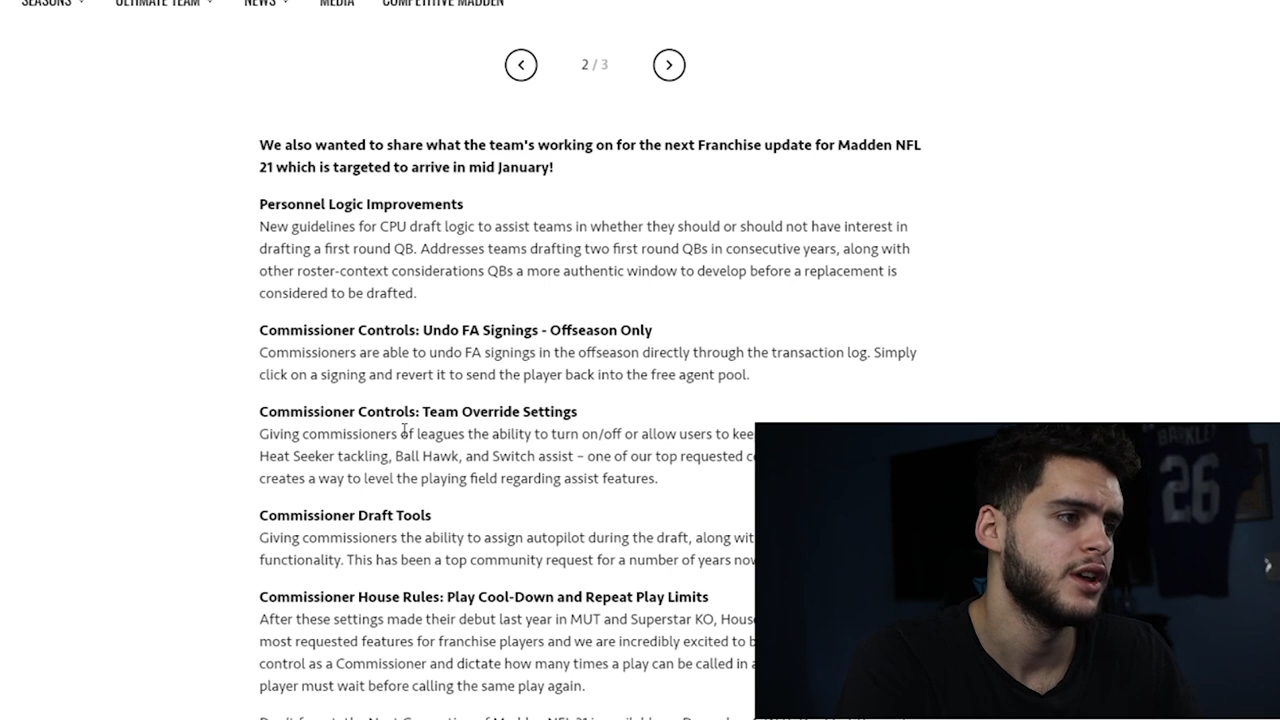 SEASONS ULTIMATE TEAM NEWS MEDIA COMPETITIVE MADDEN
2 / 3
We also wanted to share what the team's working on for the next Franchise update for Madden NFL
21 which is targeted to arrive in mid January!
Personnel Logic Improvements
New guidelines for CPU draft logic to assist teams in whether they should or should not have interest in
drafting a first round QB. Addresses teams drafting two first round QBs in consecutive years, along with
other roster-context considerations QBs a more authentic window to develop before a replacement is
considered to be drafted.
Commissioner Controls: Undo FA Signings - Offseason Only
Commissioners are able to undo FA signings in the offseason directly through the transaction log. Simply
click on a signing and revert it to send the player back into the free agent pool.
Commissioner Controls: Team Override Settings
Giving commissioners of leagues the ability to turn on/off or allow users to
Heat Seeker tackling, Ball Hawk, and Switch assist – one of our top requested
creates a way to level the playing field regarding assist features.
Commissioner Draft Tools
Giving commissioners the ability to assign autopilot during the draft, along
functionality. This has been a top community request for a number of years
Commissioner House Rules: Play Cool-Down and Repeat Play Limits
After these settings made their debut last year in MUT and Superstar KO,
most requested features for franchise players and we are incredibly excited to
control as a Commissioner and dictate how many times a play can be called in
player must wait before calling the same play again.
BARKLEY
26